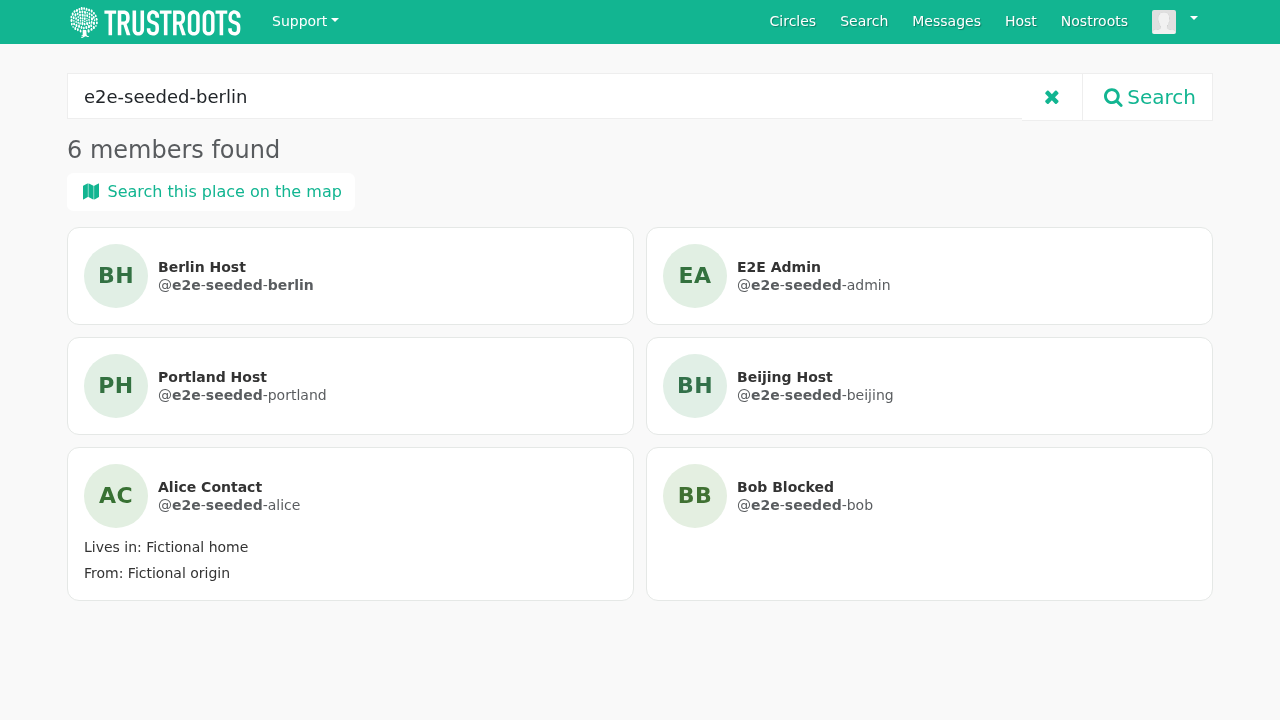 TRUSTROOTS Support Circles Search Messages Host Nostroots
e2e-seeded-berlin Search
6 members found
Search this place on the map
BH Berlin Host
@e2e-seeded-berlin
EA E2E Admin
@e2e-seeded-admin
PH Portland Host
@e2e-seeded-portland
BH Beijing Host
@e2e-seeded-beijing
AC Alice Contact
@e2e-seeded-alice
Lives in: Fictional home
From: Fictional origin
BB Bob Blocked
@e2e-seeded-bob